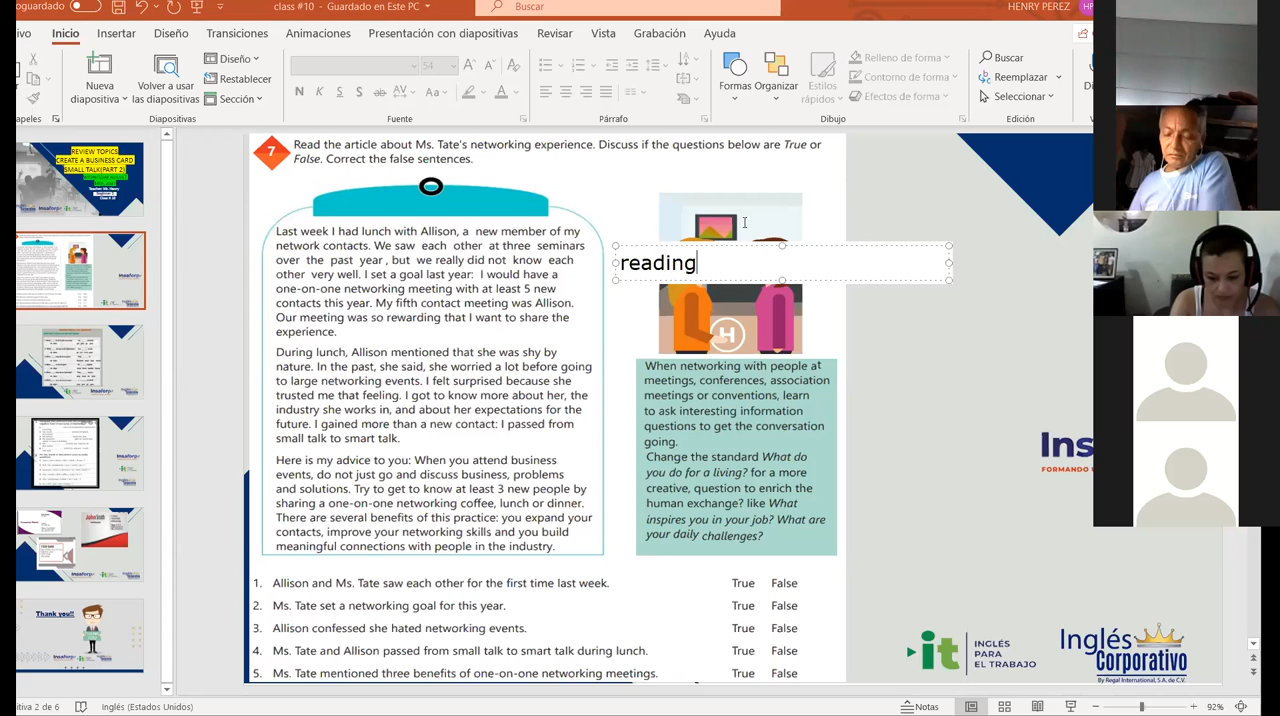 oguardado
class #10 - Guardado en Este PC
Buscar
HENRY PEREZ
HP
ivo
Inicio
Insertar
Diseño
Transiciones
Animaciones
Presentación con diapositivas
Revisar
Vista
Grabación
Ayuda
Nueva
diapositiva
Volver a usar
las diapositivas
Diseño
Restablecer
Sección
54
Formas
Organizar
Estilos
rápidos
Relleno de forma
Contorno de forma
Efectos de forma
Buscar
Reemplazar
Seleccionar
apeles
Diapositivas
Fuente
Párrafo
Dibujo
Edición
REVIEW TOPICS
CREATE A BUSINESS CARD
SMALL TALK(PART 2)
Thank you!!
7
Read the article about Ms. Tate's networking experience. Discuss if the questions below are True or
False. Correct the false sentences.
Last week I had lunch with Allison, a new member of my
network contacts. We saw each other at three seminars
over the past year , but we really did not know each
other very well. I set a goal last year. I would have a
one-on-one networking meeting with at least 5 new
contacts this year. My fifth contact meeting was Allison.
Our meeting was so rewarding that I want to share the
experience.
During lunch, Allison mentioned that she was shy by
nature. In the past, she said, she worried a lot before going
to large networking events. I felt surprised because she
trusted me that feeling. I got to know more about her, the
industry she works in, and about her expectations for the
future. I gained more than a new contact. I passed from
small talk to smart talk.
Here is my advice to you: When you attend business
events, do not just go and discuss business, problems
and solutions. Try to get to know at least 3 new people by
sharing a one-on-one networking coffee, lunch or dinner.
There are several benefits of this practice: you expand your
contacts, improve your networking skills and you build
meaningful connections with people in the industry.
reading
H
When networking with people at
meetings, conferences, association
meetings or conventions, learn
to ask interesting information
questions to get the conversation
going.
Change the standard What do
you do for a living? for a more
creative, question to enrich the
human exchange? like What
inspires you in your job? What are
your daily challenges?
1. Allison and Ms. Tate saw each other for the first time last week. True False
2. Ms. Tate set a networking goal for this year. True False
3. Allison confessed she hated networking events. True False
4. Ms. Tate and Allison passed from small talk to smart talk during lunch. True False
5. Ms. Tate mentioned three benefits of one-on-one networking meetings. True False
Ins
FORMANDO
it
INGLÉS
PARA
EL TRABAJO
Inglés
Corporativo
By Regal International, S.A. de C.V.
itiva 2 de 6
Inglés (Estados Unidos)
Notas
92%